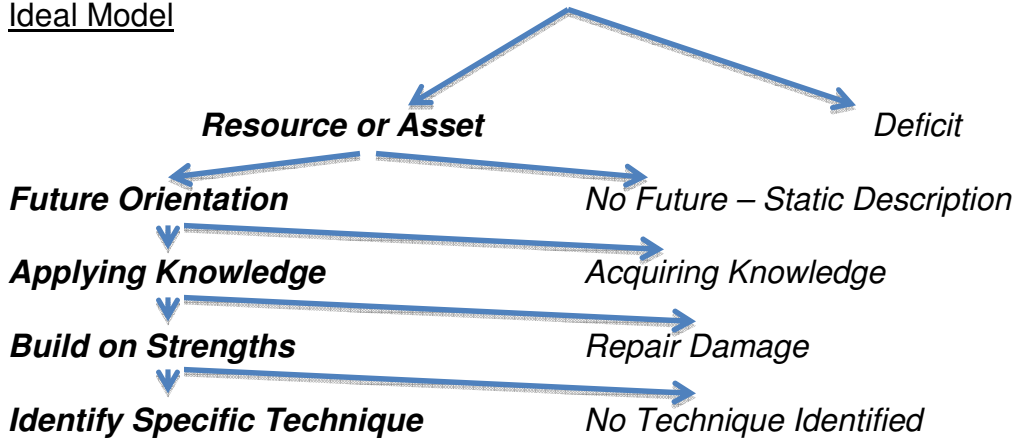 Ideal Model
Resource or Asset Deficit
Future Orientation No Future – Static Description
Applying Knowledge Acquiring Knowledge
Build on Strengths Repair Damage
Identify Specific Technique No Technique Identified